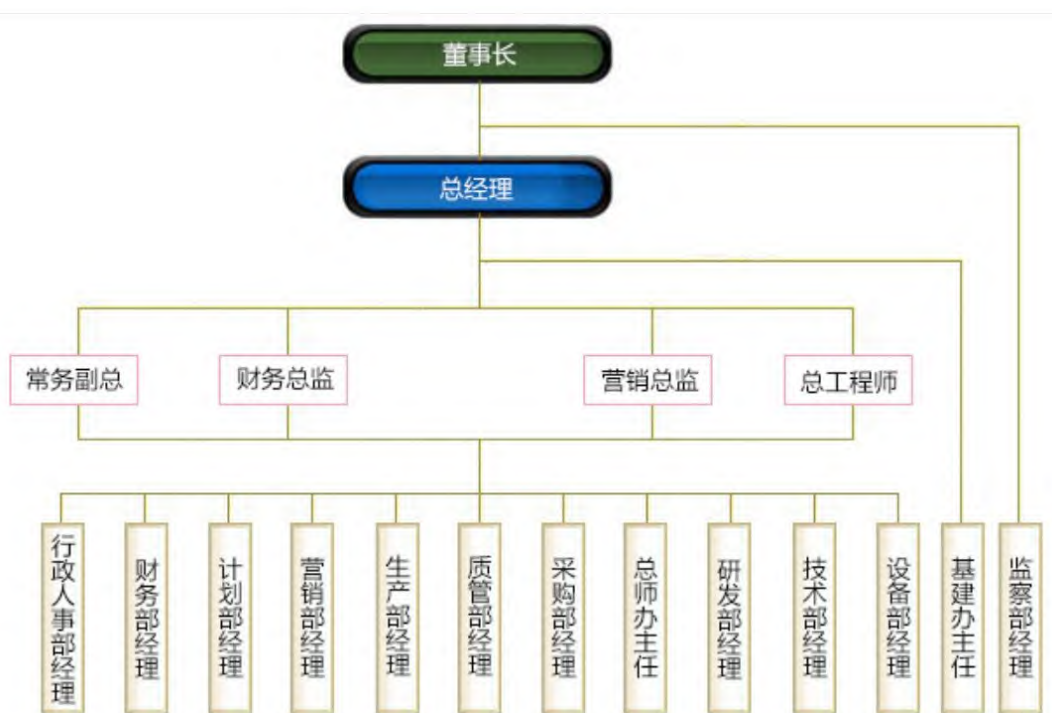 董事长
总经理
常务副总
财务总监
营销总监
总工程师
行政人事部经理
财务部经理
计划部经理
营销部经理
生产部经理
质管部经理
采购部经理
总师办主任
研发部经理
技术部经理
设备部经理
基建办主任
监察部经理